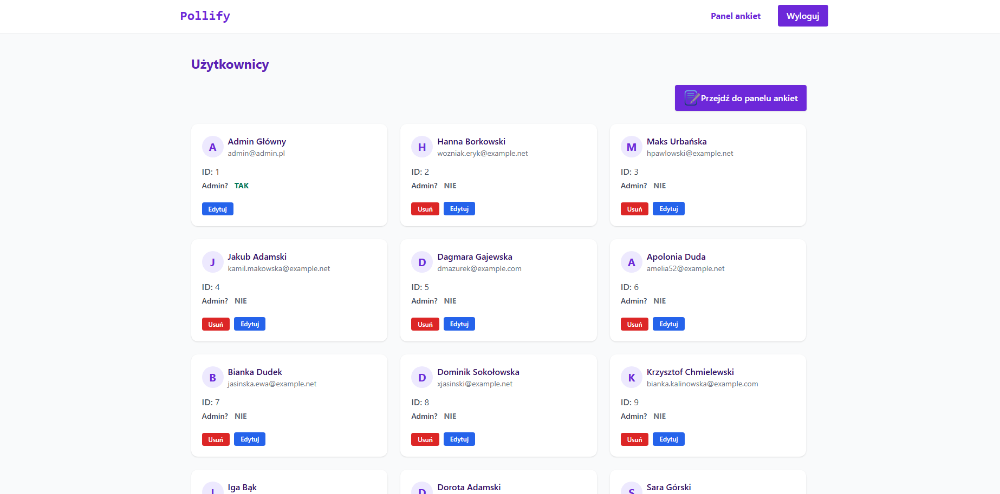 Pollify
Panel ankiet
Wyloguj
Użytkownicy
Przejdź do panelu ankiet
A
Admin Główny
admin@admin.pl
ID: 1
Admin? TAK
Edytuj
H
Hanna Borkowski
wozniak.eryk@example.net
ID: 2
Admin? NIE
Usuń Edytuj
M
Maks Urbańska
hpawlowski@example.net
ID: 3
Admin? NIE
Usuń Edytuj
J
Jakub Adamski
kamil.makowska@example.net
ID: 4
Admin? NIE
Usuń Edytuj
D
Dagmara Gajewska
dmazurek@example.com
ID: 5
Admin? NIE
Usuń Edytuj
A
Apolonia Duda
amelia52@example.net
ID: 6
Admin? NIE
Usuń Edytuj
B
Bianka Dudek
jasinska.ewa@example.net
ID: 7
Admin? NIE
Usuń Edytuj
D
Dominik Sokołowska
xjasinski@example.net
ID: 8
Admin? NIE
Usuń Edytuj
K
Krzysztof Chmielewski
bianka.kalinowska@example.com
ID: 9
Admin? NIE
Usuń Edytuj
I
Iga Bąk
D
Dorota Adamski
S
Sara Górski